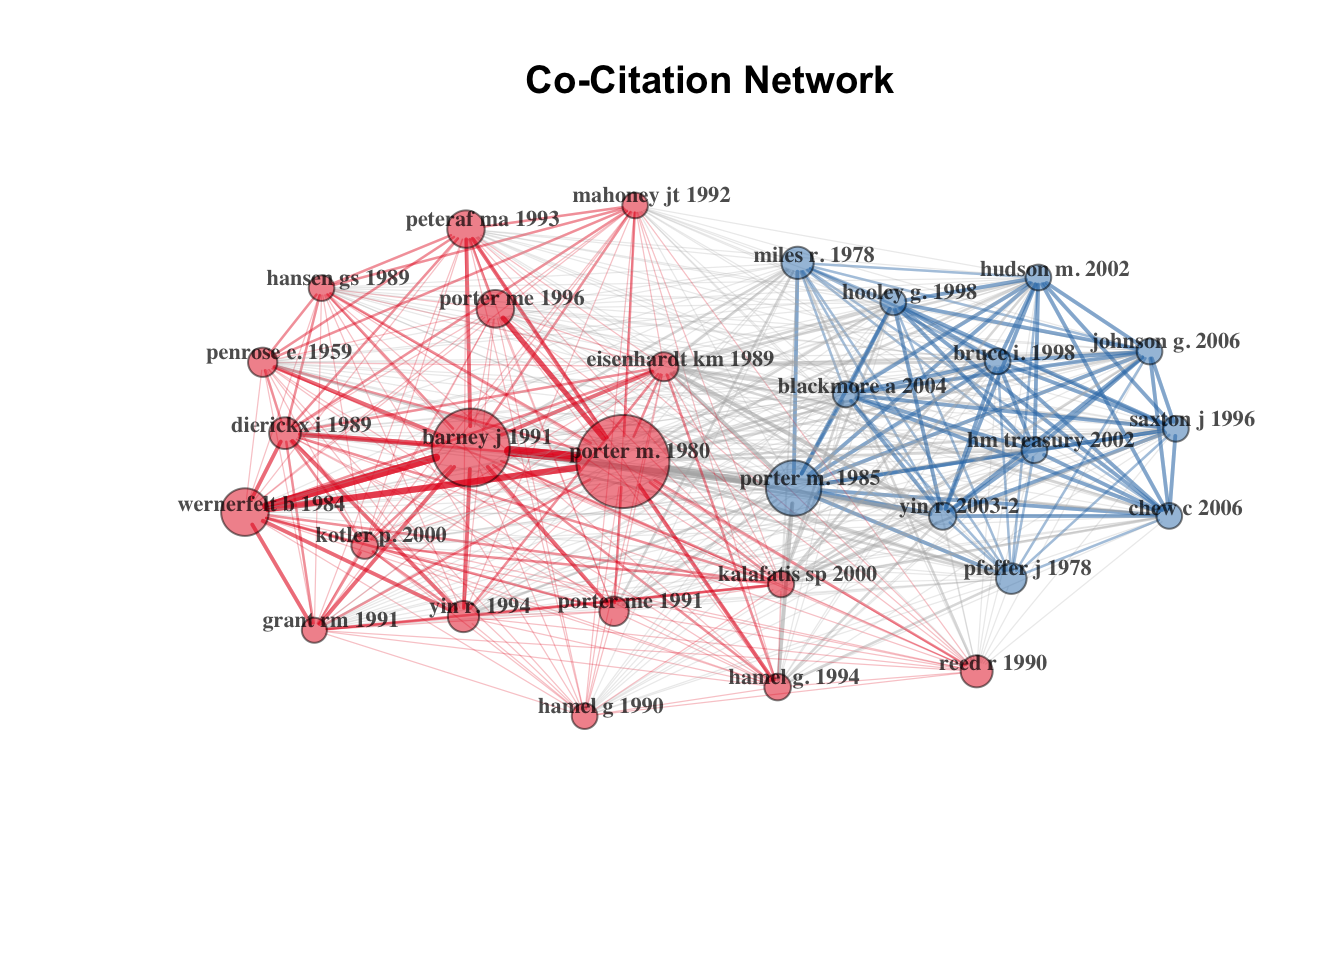 Co-Citation Network
mahoney jt 1992
peteraf ma 1993
miles r. 1978
hudson m. 2002
hansen gs 1989
hooley g. 1998
porter me 1996
johnson g. 2006
penrose e. 1959
eisenhardt km 1989
bruce i. 1998
blackmore a 2004
saxton j 1996
dierickx i 1989
barney j 1991
hm treasury 2002
porter m. 1980
porter m. 1985
wernerfelt b 1984
yin r. 2003-2
chew c 2006
kotler p. 2000
pfeffer j 1978
kalafatis sp 2000
porter me 1991
yin r. 1994
grant rm 1991
reed r 1990
hamel g. 1994
hamel g 1990